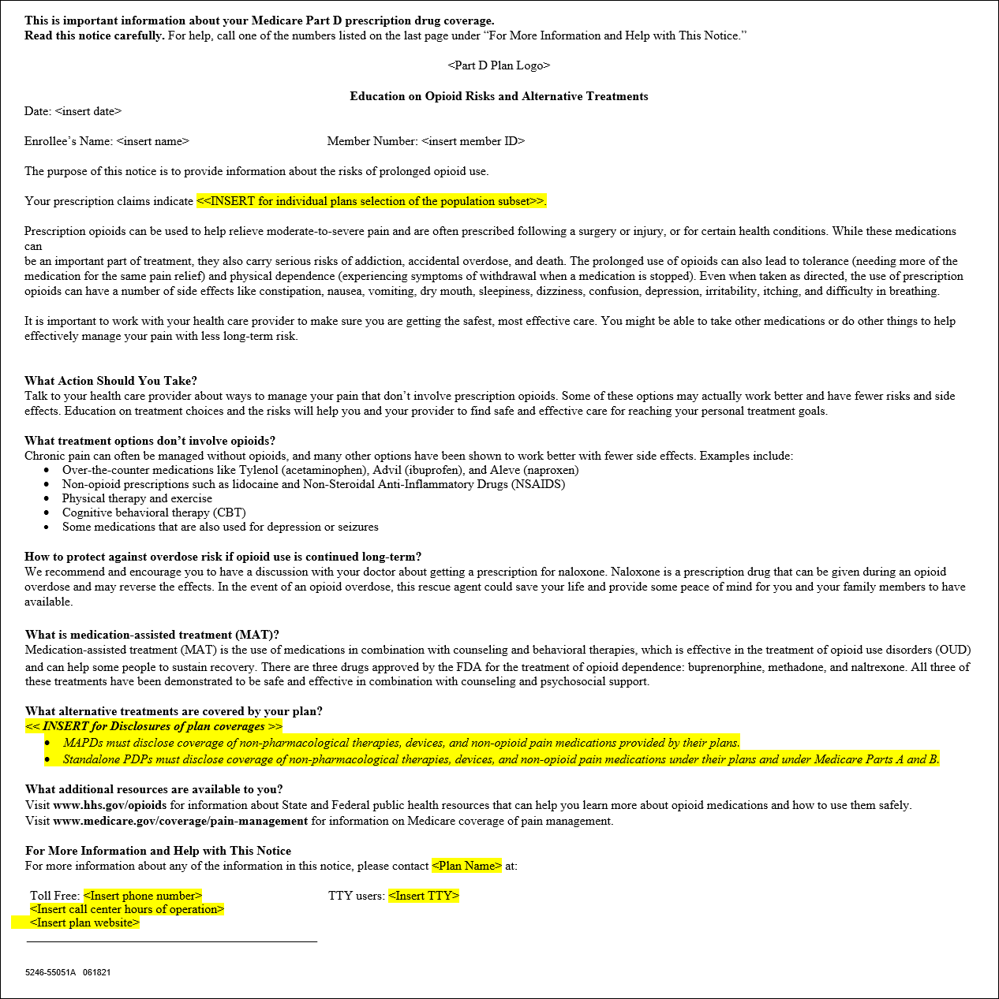 This is important information about your Medicare Part D prescription drug coverage.
Read this notice carefully. For help, call one of the numbers listed on the last page under “For More Information and Help with This Notice.”
<Part D Plan Logo>
Education on Opioid Risks and Alternative Treatments
Date: <insert date>
Enrollee’s Name: <insert name> Member Number: <insert member ID>
The purpose of this notice is to provide information about the risks of prolonged opioid use.
Your prescription claims indicate <<INSERT for individual plans selection of the population subset>>.
Prescription opioids can be used to help relieve moderate-to-severe pain and are often prescribed following a surgery or injury, or for certain health conditions. While these medications
can
be an important part of treatment, they also carry serious risks of addiction, accidental overdose, and death. The prolonged use of opioids can also lead to tolerance (needing more of the
medication for the same pain relief) and physical dependence (experiencing symptoms of withdrawal when a medication is stopped). Even when taken as directed, the use of prescription
opioids can have a number of side effects like constipation, nausea, vomiting, dry mouth, sleepiness, dizziness, confusion, depression, irritability, itching, and difficulty in breathing.
It is important to work with your health care provider to make sure you are getting the safest, most effective care. You might be able to take other medications or do other things to help
effectively manage your pain with less long-term risk.
What Action Should You Take?
Talk to your health care provider about ways to manage your pain that don’t involve prescription opioids. Some of these options may actually work better and have fewer risks and side
effects. Education on treatment choices and the risks will help you and your provider to find safe and effective care for reaching your personal treatment goals.
What treatment options don’t involve opioids?
Chronic pain can often be managed without opioids, and many other options have been shown to work better with fewer side effects. Examples include:
• Over-the-counter medications like Tylenol (acetaminophen), Advil (ibuprofen), and Aleve (naproxen)
• Non-opioid prescriptions such as lidocaine and Non-Steroidal Anti-Inflammatory Drugs (NSAIDS)
• Physical therapy and exercise
• Cognitive behavioral therapy (CBT)
• Some medications that are also used for depression or seizures
How to protect against overdose risk if opioid use is continued long-term?
We recommend and encourage you to have a discussion with your doctor about getting a prescription for naloxone. Naloxone is a prescription drug that can be given during an opioid
overdose and may reverse the effects. In the event of an opioid overdose, this rescue agent could save your life and provide some peace of mind for you and your family members to have
available.
What is medication-assisted treatment (MAT)?
Medication-assisted treatment (MAT) is the use of medications in combination with counseling and behavioral therapies, which is effective in the treatment of opioid use disorders (OUD)
and can help some people to sustain recovery. There are three drugs approved by the FDA for the treatment of opioid dependence: buprenorphine, methadone, and naltrexone. All three of
these treatments have been demonstrated to be safe and effective in combination with counseling and psychosocial support.
What alternative treatments are covered by your plan?
<< INSERT for Disclosures of plan coverages >>
• MAPDs must disclose coverage of non-pharmacological therapies, devices, and non-opioid pain medications provided by their plans.
• Standalone PDPs must disclose coverage of non-pharmacological therapies, devices, and non-opioid pain medications under their plans and under Medicare Parts A and B.
What additional resources are available to you?
Visit www.hhs.gov/opioids for information about State and Federal public health resources that can help you learn more about opioid medications and how to use them safely.
Visit www.medicare.gov/coverage/pain-management for information on Medicare coverage of pain management.
For More Information and Help with This Notice
For more information about any of the information in this notice, please contact <Plan Name> at:
Toll Free: <Insert phone number> TTY users: <Insert TTY>
<Insert call center hours of operation>
<Insert plan website>
5246-55051A 061821